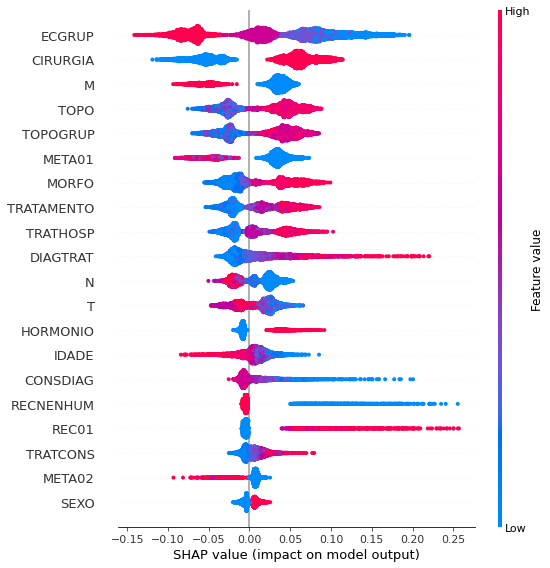 High
ECGRUP
CIRURGIA
M
TOPO
TOPOGRUP
META01
MORFO
TRATAMENTO
TRATHOSP
DIAGTRAT
N
T
HORMONIO
IDADE
CONSDIAG
RECNENHUM
REC01
TRATCONS
META02
SEXO
Feature value
Low
−0.15 −0.10 −0.05 0.00 0.05 0.10 0.15 0.20 0.25
SHAP value (impact on model output)